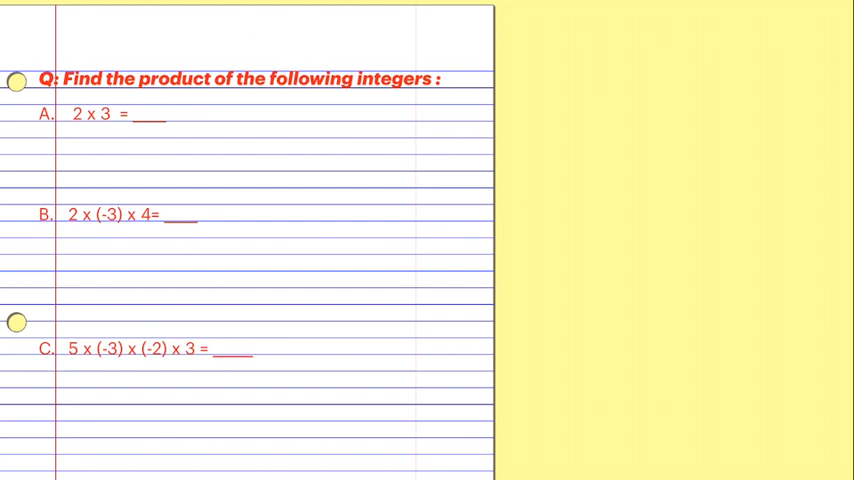 Q: Find the product of the following integers :
A. 2 x 3 = ____
B. 2 x (-3) x 4= ____
C. 5 x (-3) x (-2) x 3 = _____